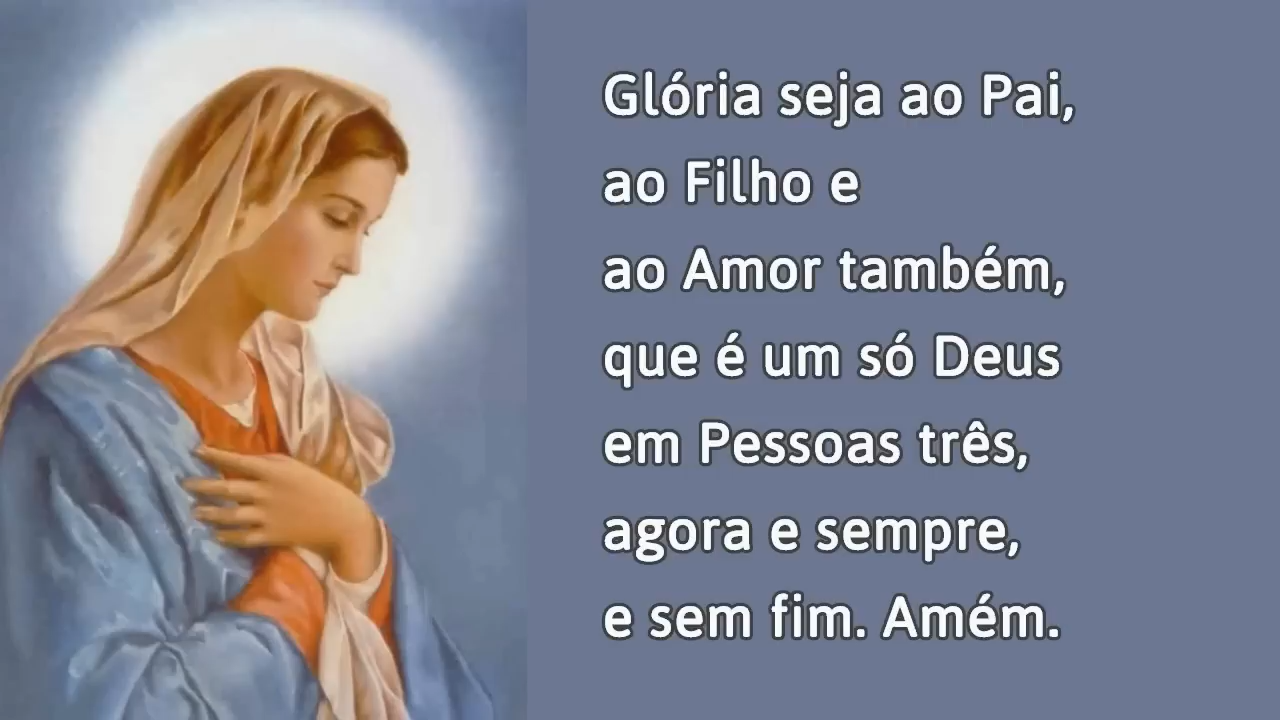 Glória seja ao Pai,
ao Filho e
ao Amor também,
que é um só Deus
em Pessoas três,
agora e sempre,
e sem fim. Amém.